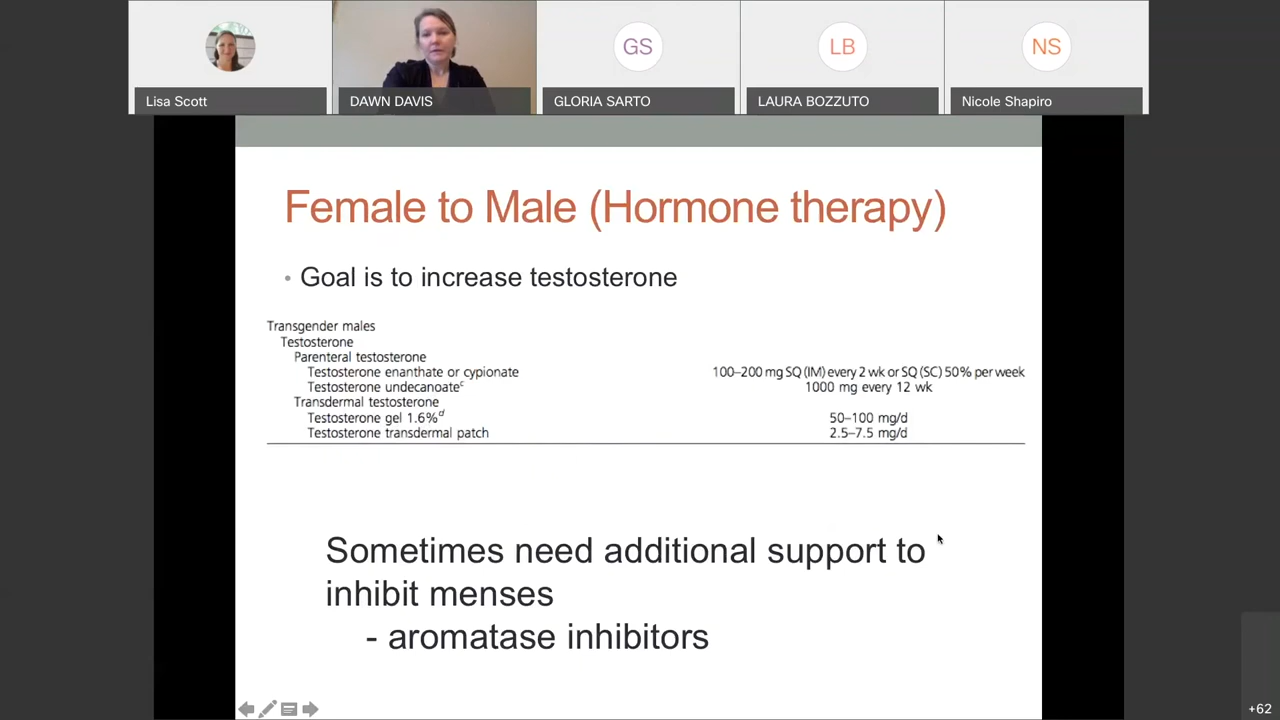 GS
LB
NS
Lisa Scott
DAWN DAVIS
GLORIA SARTO
LAURA BOZZUTO
Nicole Shapiro
Female to Male (Hormone therapy)
• Goal is to increase testosterone
Transgender males
Testosterone
Parenteral testosterone
Testosterone enanthate or cypionate 100–200 mg SQ (IM) every 2 wk or SQ (SC) 50% per week
Testosterone undecanoateᶜ 1000 mg every 12 wk
Transdermal testosterone
Testosterone gel 1.6%ᵈ 50–100 mg/d
Testosterone transdermal patch 2.5–7.5 mg/d
Sometimes need additional support to
inhibit menses
- aromatase inhibitors
+62